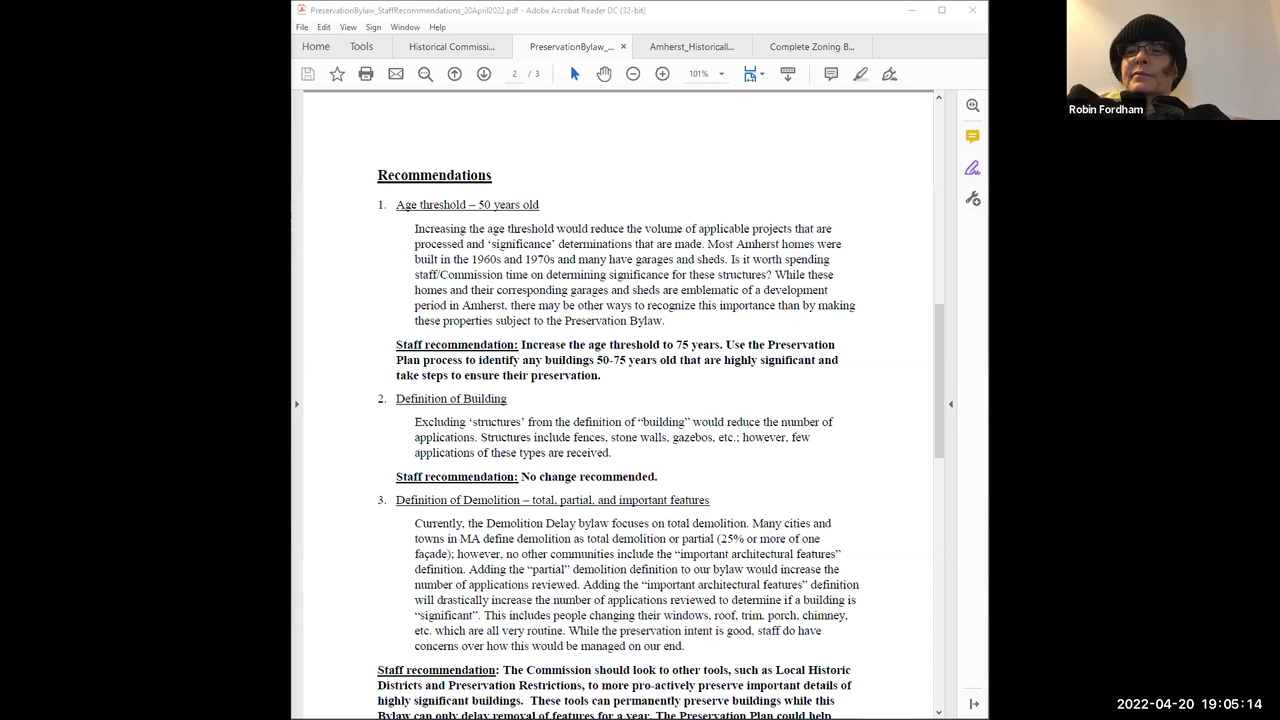 PreservationBylaw_StaffRecommendations_20April2022.pdf - Adobe Acrobat Reader DC (32-bit)
File Edit View Sign Window Help
Home Tools Historical Commissi... PreservationBylaw_... × Amherst_Historicall... Complete Zoning B...
2 / 3 101%
Robin Fordham
Recommendations
1. Age threshold – 50 years old
Increasing the age threshold would reduce the volume of applicable projects that are
processed and ‘significance’ determinations that are made. Most Amherst homes were
built in the 1960s and 1970s and many have garages and sheds. Is it worth spending
staff/Commission time on determining significance for these structures? While these
homes and their corresponding garages and sheds are emblematic of a development
period in Amherst, there may be other ways to recognize this importance than by making
these properties subject to the Preservation Bylaw.
Staff recommendation: Increase the age threshold to 75 years. Use the Preservation
Plan process to identify any buildings 50-75 years old that are highly significant and
take steps to ensure their preservation.
2. Definition of Building
Excluding ‘structures’ from the definition of “building” would reduce the number of
applications. Structures include fences, stone walls, gazebos, etc.; however, few
applications of these types are received.
Staff recommendation: No change recommended.
3. Definition of Demolition – total, partial, and important features
Currently, the Demolition Delay bylaw focuses on total demolition. Many cities and
towns in MA define demolition as total demolition or partial (25% or more of one
façade); however, no other communities include the “important architectural features”
definition. Adding the “partial” demolition definition to our bylaw would increase the
number of applications reviewed. Adding the “important architectural features” definition
will drastically increase the number of applications reviewed to determine if a building is
“significant”. This includes people changing their windows, roof, trim, porch, chimney,
etc. which are all very routine. While the preservation intent is good, staff do have
concerns over how this would be managed on our end.
Staff recommendation: The Commission should look to other tools, such as Local Historic
Districts and Preservation Restrictions, to more pro-actively preserve important details of
highly significant buildings. These tools can permanently preserve buildings while this
Bylaw can only delay removal of features for a year. The Preservation Plan could help
2022-04-20 19:05:14